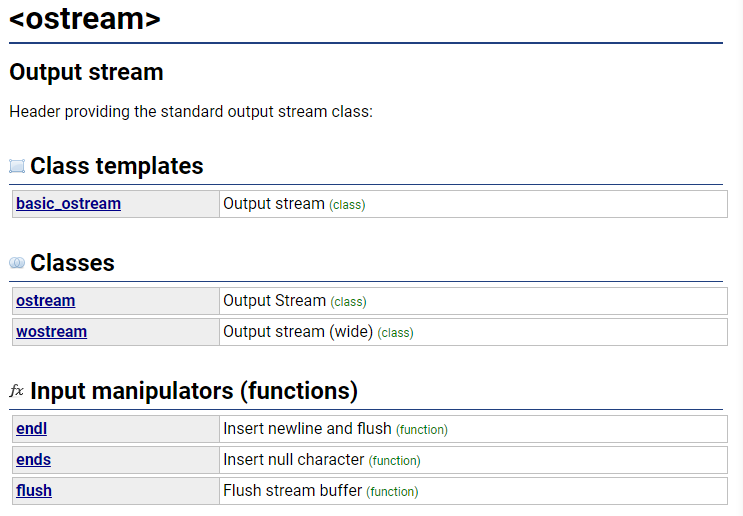 <ostream>
Output stream
Header providing the standard output stream class:
Class templates
basic_ostream Output stream (class)
Classes
ostream Output Stream (class)
wostream Output stream (wide) (class)
fx Input manipulators (functions)
endl Insert newline and flush (function)
ends Insert null character (function)
flush Flush stream buffer (function)